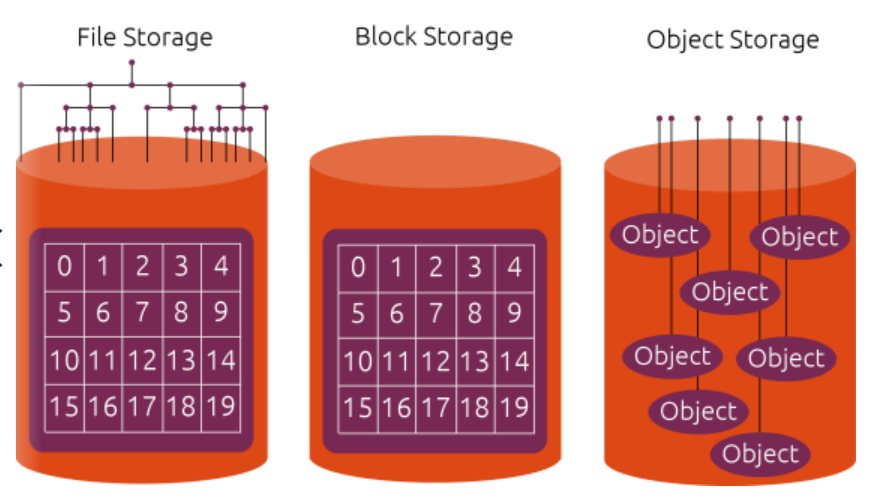 File Storage
Block Storage
Object Storage
0 1 2 3 4
5 6 7 8 9
10 11 12 13 14
15 16 17 18 19
0 1 2 3 4
5 6 7 8 9
10 11 12 13 14
15 16 17 18 19
Object
Object
Object
Object
Object
Object
Object